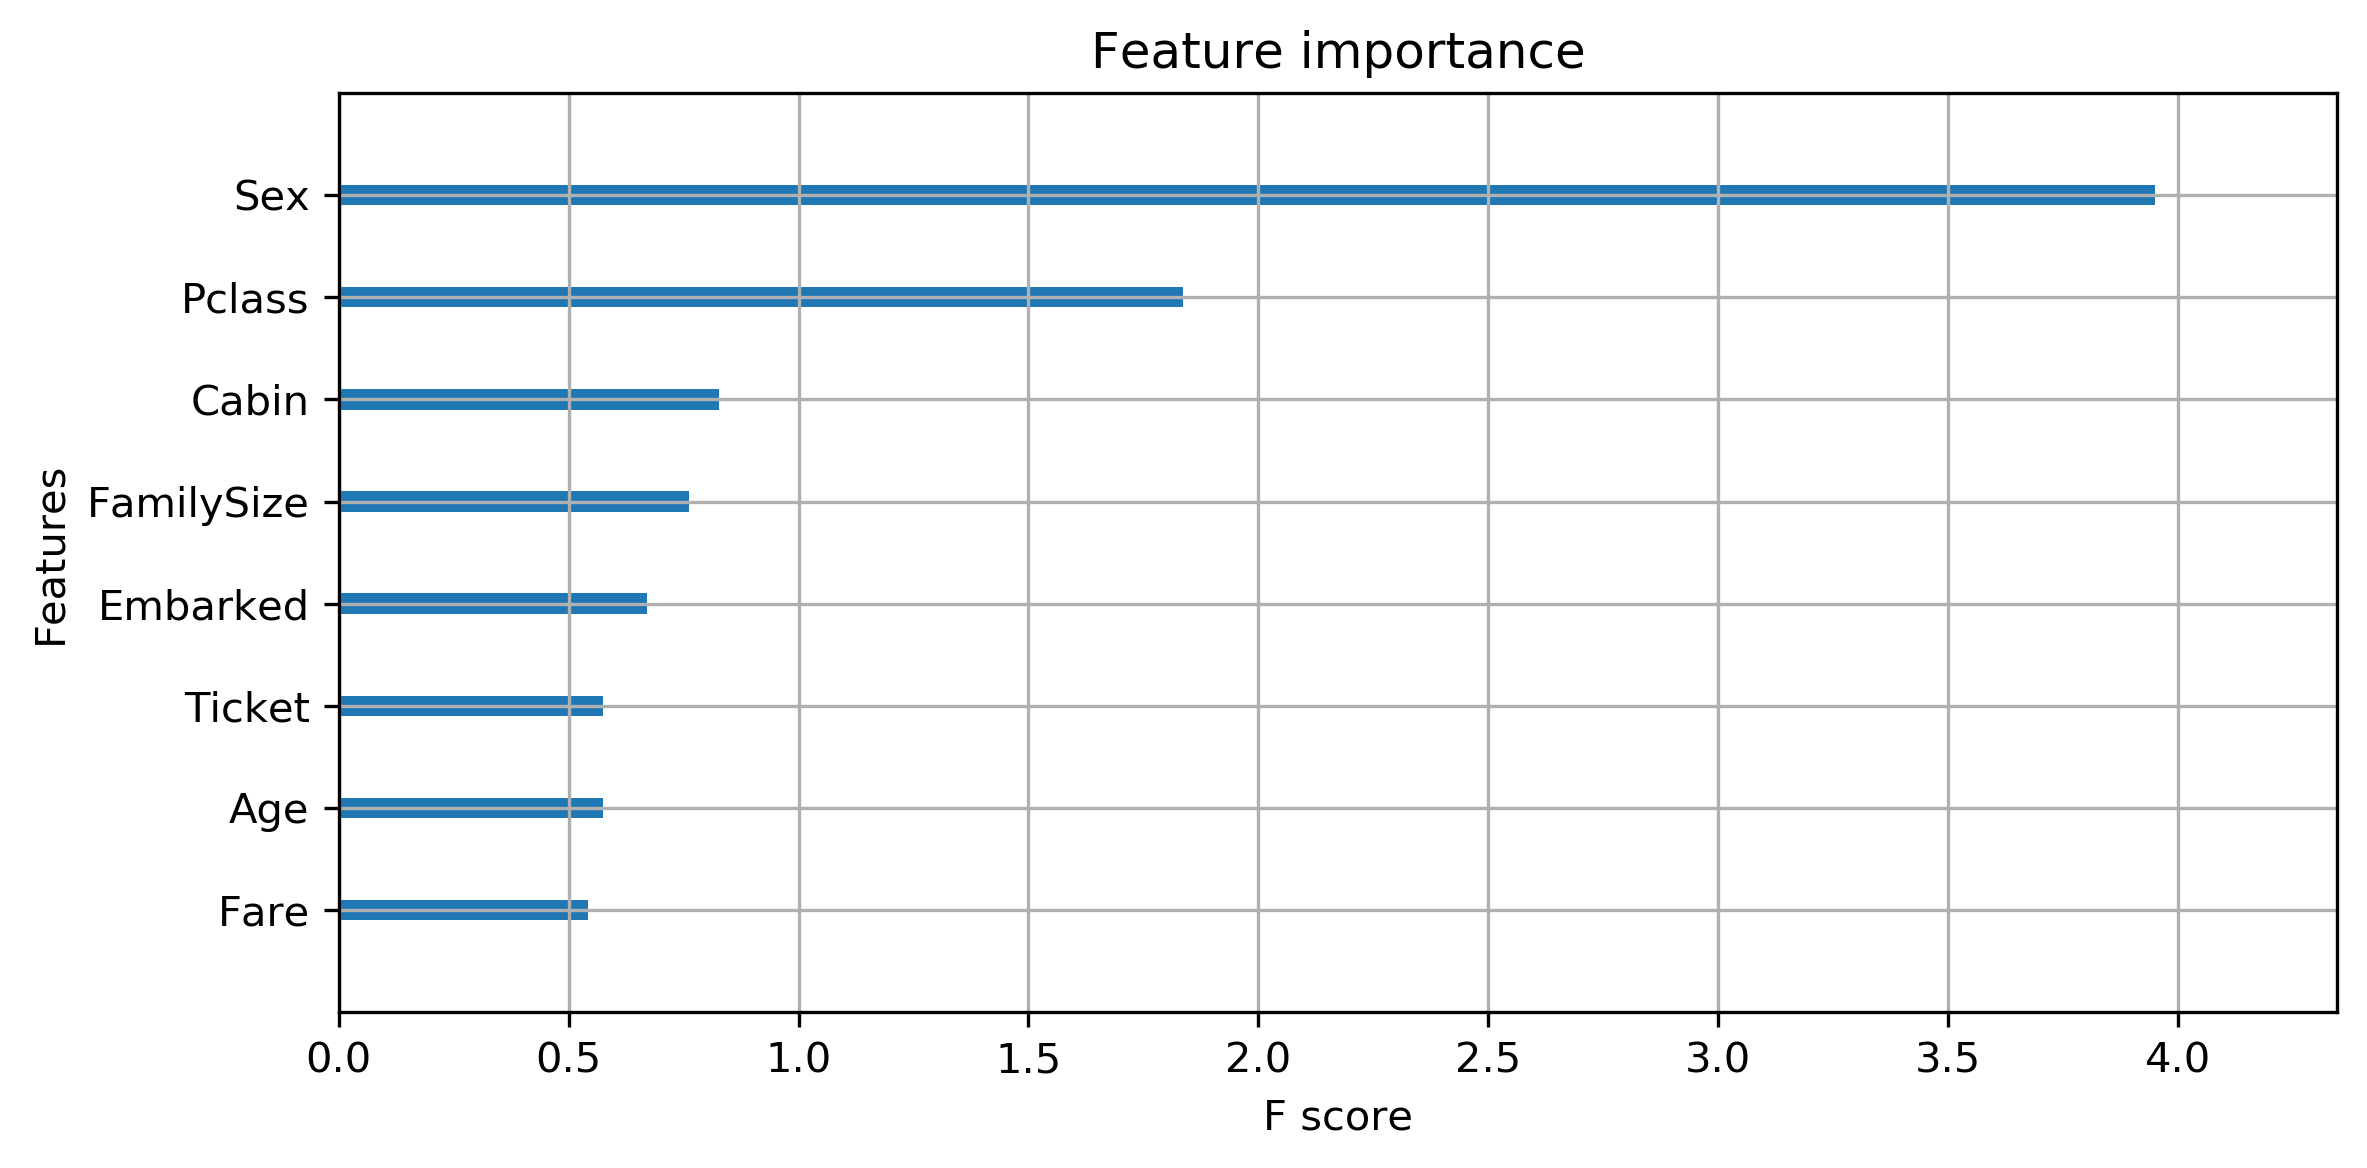 Feature importance
Features
Sex
Pclass
Cabin
FamilySize
Embarked
Ticket
Age
Fare
0.0 0.5 1.0 1.5 2.0 2.5 3.0 3.5 4.0
F score